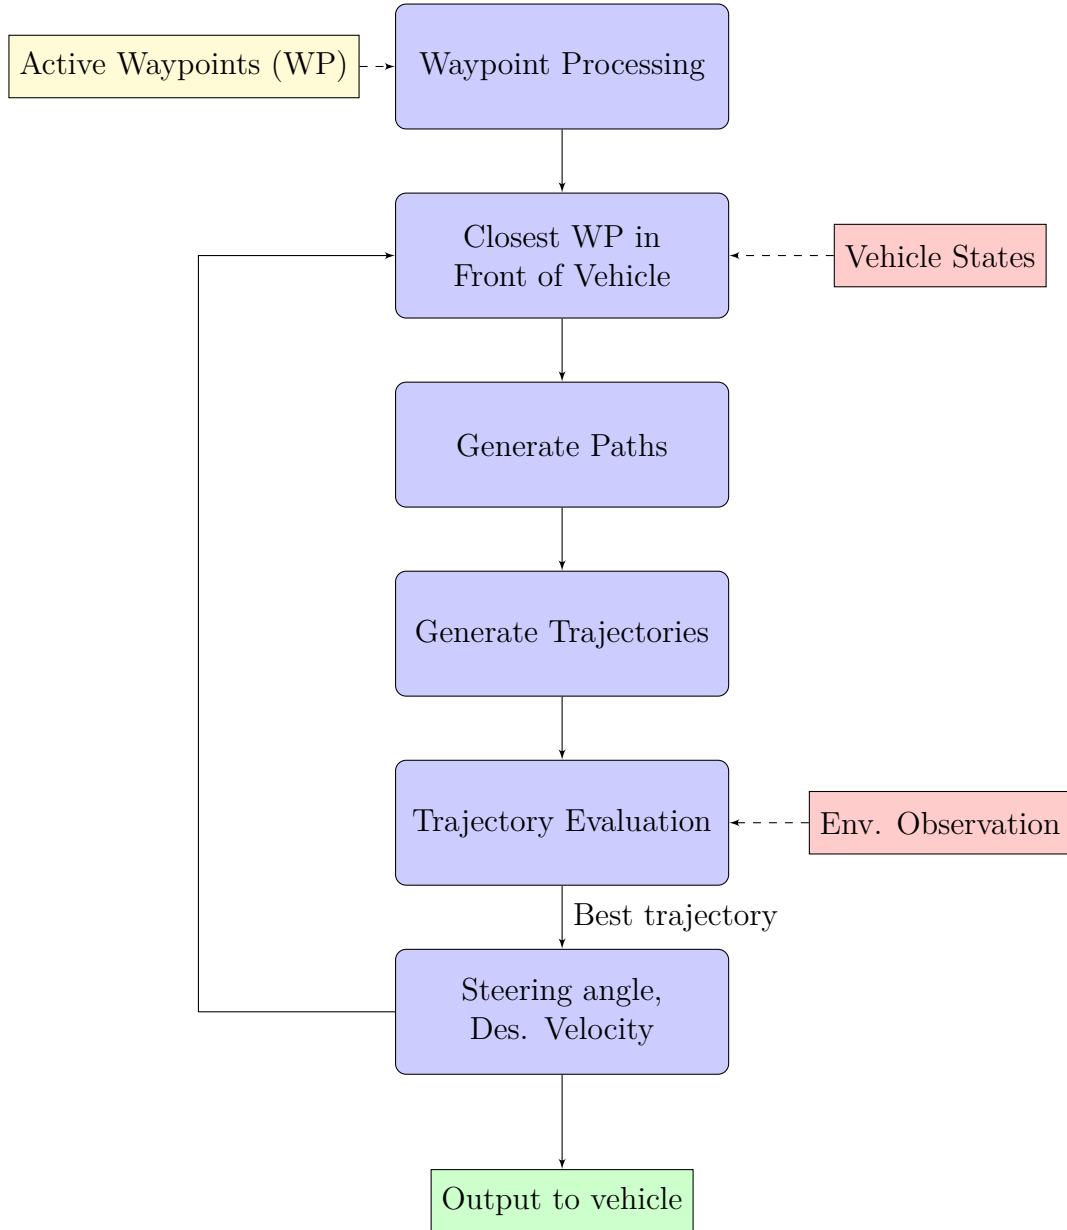 Active Waypoints (WP)
Waypoint Processing
Closest WP in
Front of Vehicle
Vehicle States
Generate Paths
Generate Trajectories
Trajectory Evaluation
Env. Observation
Best trajectory
Steering angle,
Des. Velocity
Output to vehicle